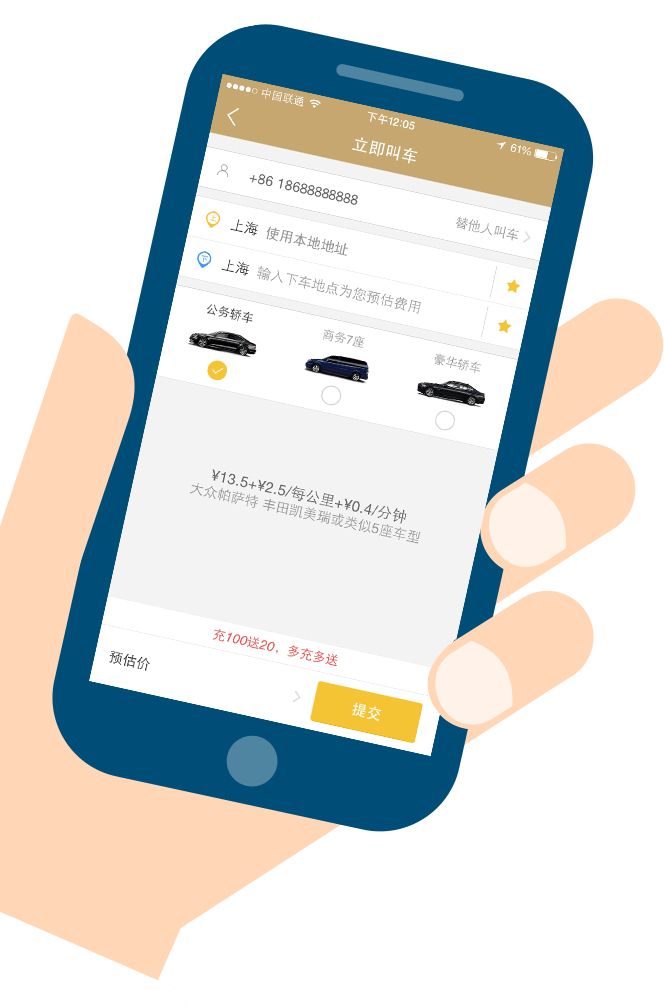 中国联通 下午12:05 61%
立即叫车
+86 18688888888 替他人叫车
上 上海 使用本地地址
下 上海 输入下车地点为您预估费用
公务轿车 商务7座 豪华轿车
¥13.5+¥2.5/每公里+¥0.4/分钟
大众帕萨特 丰田凯美瑞或类似5座车型
充100送20，多充多送
预估价 提交